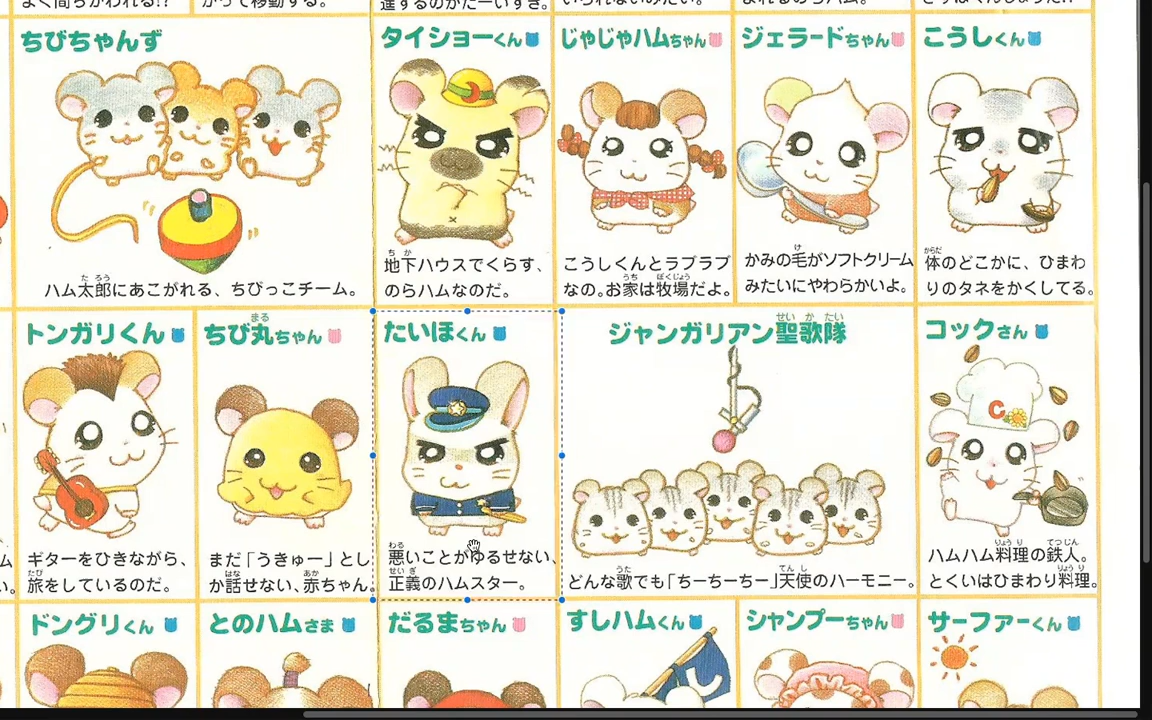 ちびちゃんず
ハム太郎にあこがれる、ちびっこチーム。
タイショーくん
地下ハウスでくらす、
のらハムなのだ。
じゃじゃハムちゃん
こうしくんとラブラブ
なの。お家は牧場だよ。
ジェラードちゃん
かみの毛がソフトクリーム
みたいにやわらかいよ。
こうしくん
体のどこかに、ひまわ
りのタネをかくしてる。
トンガリくん
ギターをひきながら、
旅をしているのだ。
ちび丸ちゃん
まだ「うきゅー」とし
か話せない、赤ちゃん。
たいほくん
悪いことがゆるせない、
正義のハムスター。
ジャンガリアン聖歌隊
どんな歌でも「ちーちーちー」天使のハーモニー。
コックさん
C
ハムハム料理の鉄人。
とくいはひまわり料理。
ドングリくん
とのハムさま
だるまちゃん
すしハムくん
シャンプーちゃん
サーファーくん